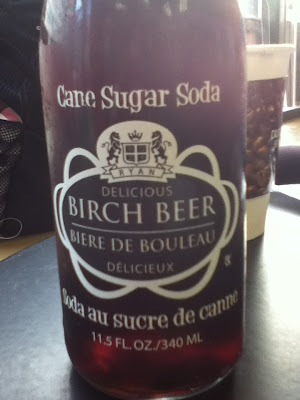 Cane Sugar Soda
RYAN
DELICIOUS
BIRCH BEER
BIÈRE DE BOULEAU
DÉLICIEUX
Soda au sucre de canne
11.5 FL. OZ./340 ML